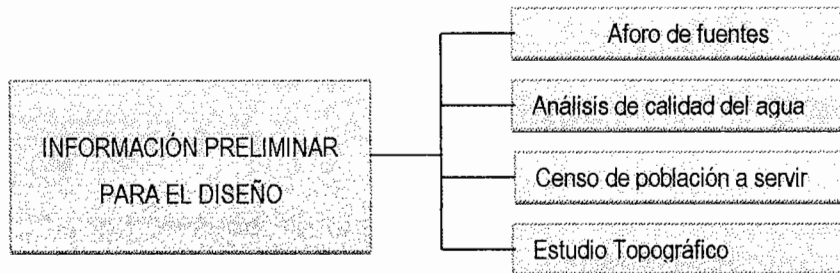 INFORMACIÓN PRELIMINAR
PARA EL DISEÑO
Aforo de fuentes
Análisis de calidad del agua
Censo de población a servir
Estudio Topográfico